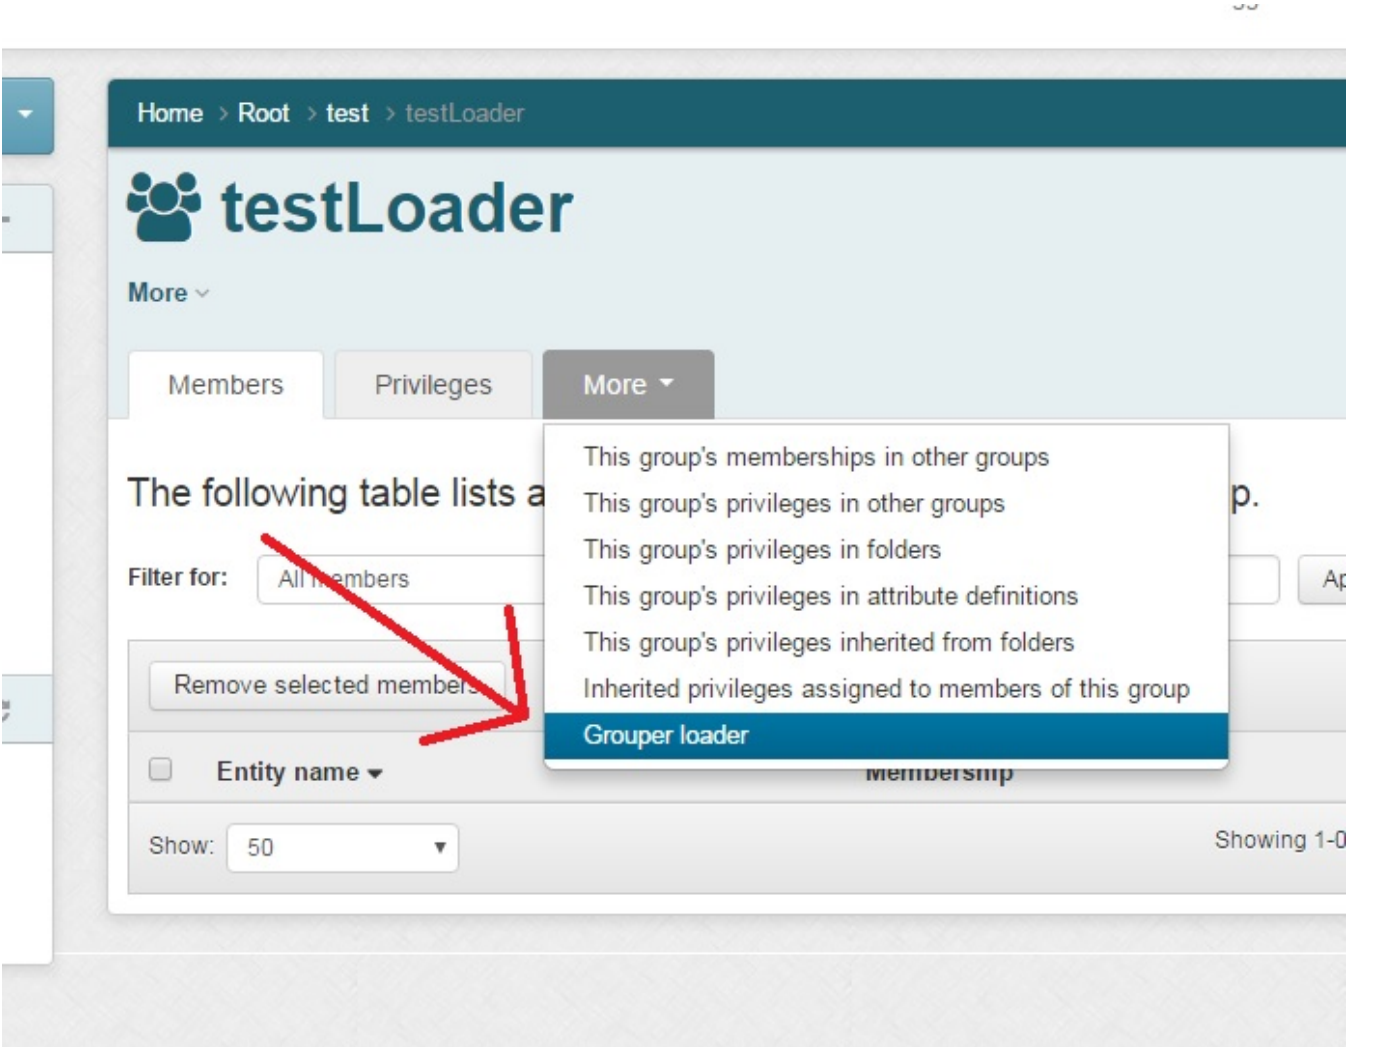 Home > Root > test > testLoader
testLoader
More
Members Privileges More
This group's memberships in other groups
The following table lists a p.
This group's privileges in other groups
This group's privileges in folders
Filter for: All members
This group's privileges in attribute definitions
This group's privileges inherited from folders
Remove selected members
Inherited privileges assigned to members of this group
Grouper loader
Entity name Membership
Show: 50 Showing 1-0